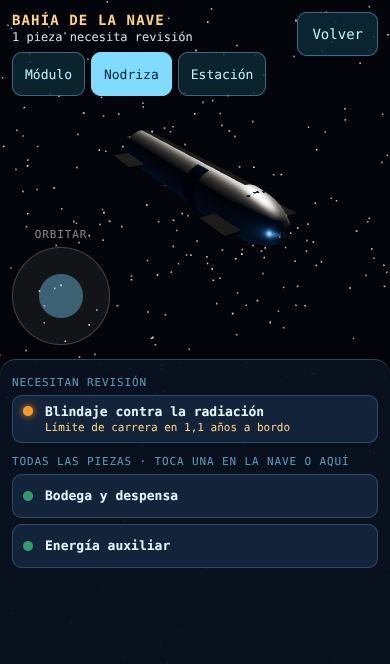 BAHÍA DE LA NAVE
1 pieza necesita revisión
Volver
Módulo
Nodriza
Estación
ORBITAR
NECESITAN REVISIÓN
Blindaje contra la radiación
Límite de carrera en 1,1 años a bordo
TODAS LAS PIEZAS · TOCA UNA EN LA NAVE O AQUÍ
Bodega y despensa
Energía auxiliar